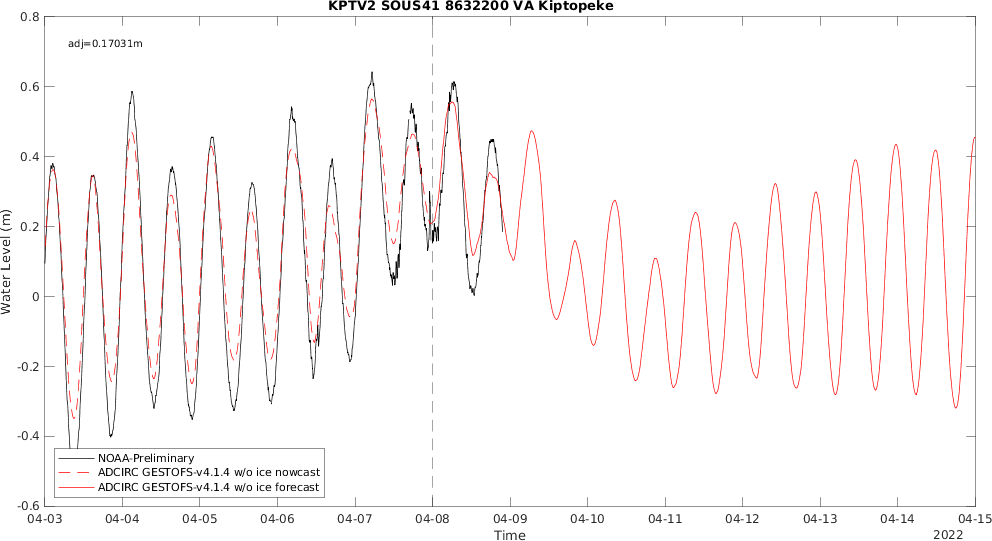 KPTV2 SOUS41 8632200 VA Kiptopeke
adj=0.17031m
0.8
0.6
0.4
0.2
0
-0.2
-0.4
-0.6
Water Level (m)
NOAA-Preliminary
ADCIRC GESTOFS-v4.1.4 w/o ice nowcast
ADCIRC GESTOFS-v4.1.4 w/o ice forecast
04-03 04-04 04-05 04-06 04-07 04-08 04-09 04-10 04-11 04-12 04-13 04-14 04-15
Time
2022